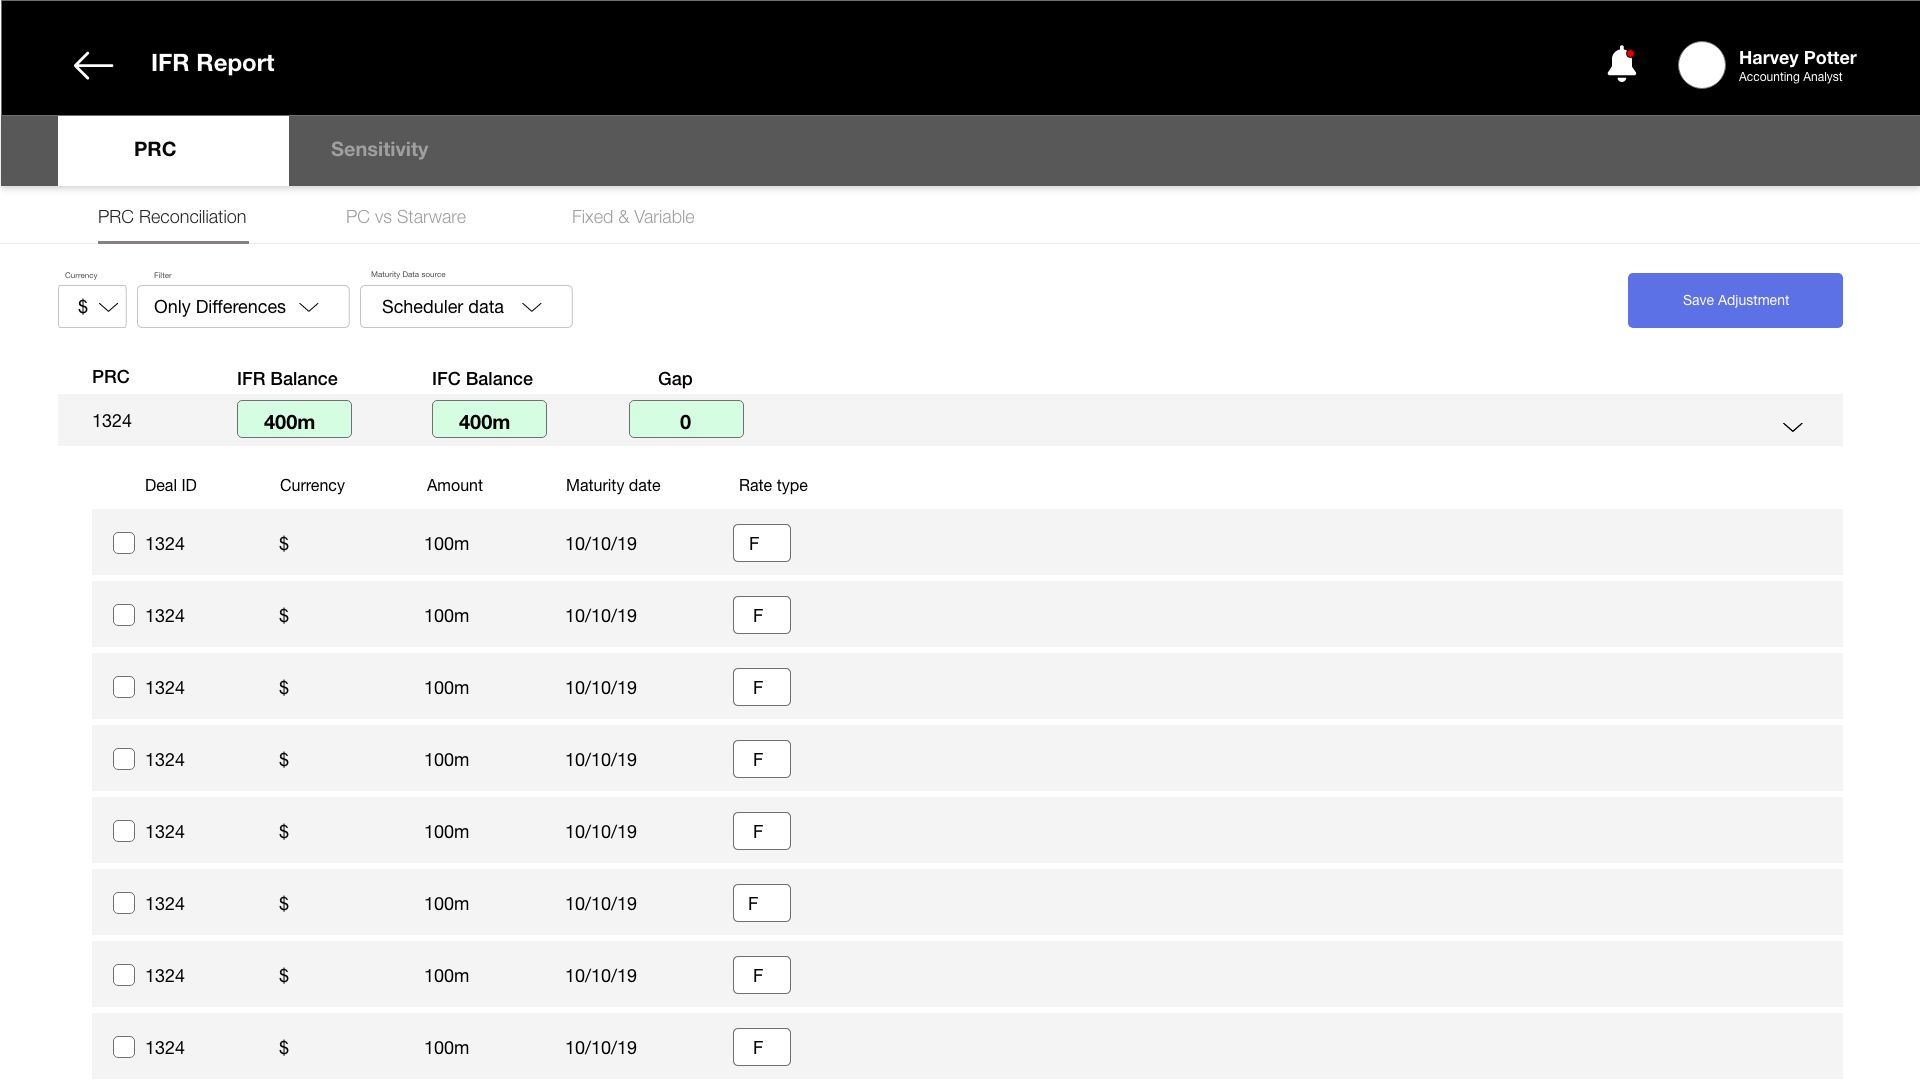 IFR Report
Harvey Potter
Accounting Analyst
PRC
Sensitivity
PRC Reconciliation
PC vs Starware
Fixed & Variable
Currency
Filter
Maturity Data source
$
Only Differences
Scheduler data
Save Adjustment
PRC
IFR Balance
IFC Balance
Gap
1324
400m
400m
0
Deal ID
Currency
Amount
Maturity date
Rate type
1324
$
100m
10/10/19
F
1324
$
100m
10/10/19
F
1324
$
100m
10/10/19
F
1324
$
100m
10/10/19
F
1324
$
100m
10/10/19
F
1324
$
100m
10/10/19
F
1324
$
100m
10/10/19
F
1324
$
100m
10/10/19
F